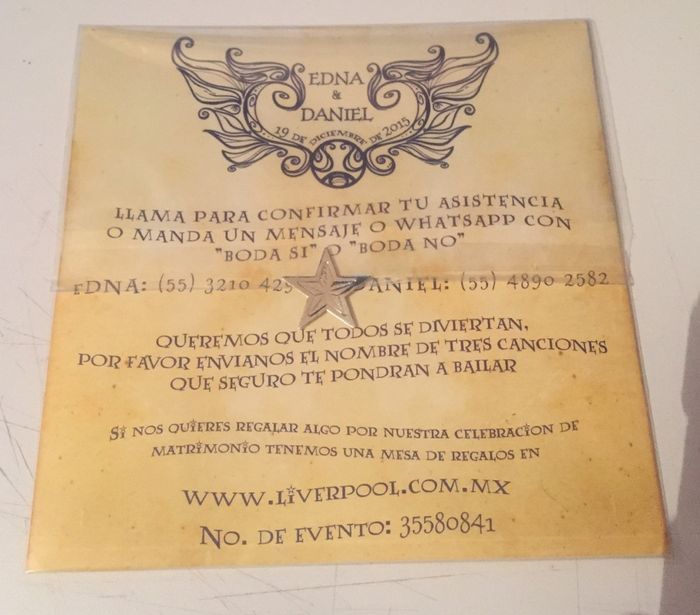 EDNA
&
DANIEL
19 DE DICIEMBRE DE 2015
LLAMA PARA CONFIRMAR TU ASISTENCIA
O MANDA UN MENSAJE O WHATSAPP CON
"BODA SI" O "BODA NO"
EDNA: (55) 3210 DANIEL: (55) 4890 2582
QUEREMOS QUE TODOS SE DIVIERTAN,
POR FAVOR ENVIANOS EL NOMBRE DE TRES CANCIONES
QUE SEGURO TE PONDRAN A BAILAR
SI NOS QUIERES REGALAR ALGO POR NUESTRA CELEBRACION DE
MATRIMONIO TENEMOS UNA MESA DE REGALOS EN
WWW.LIVERPOOL.COM.MX
NO. DE EVENTO: 35580841